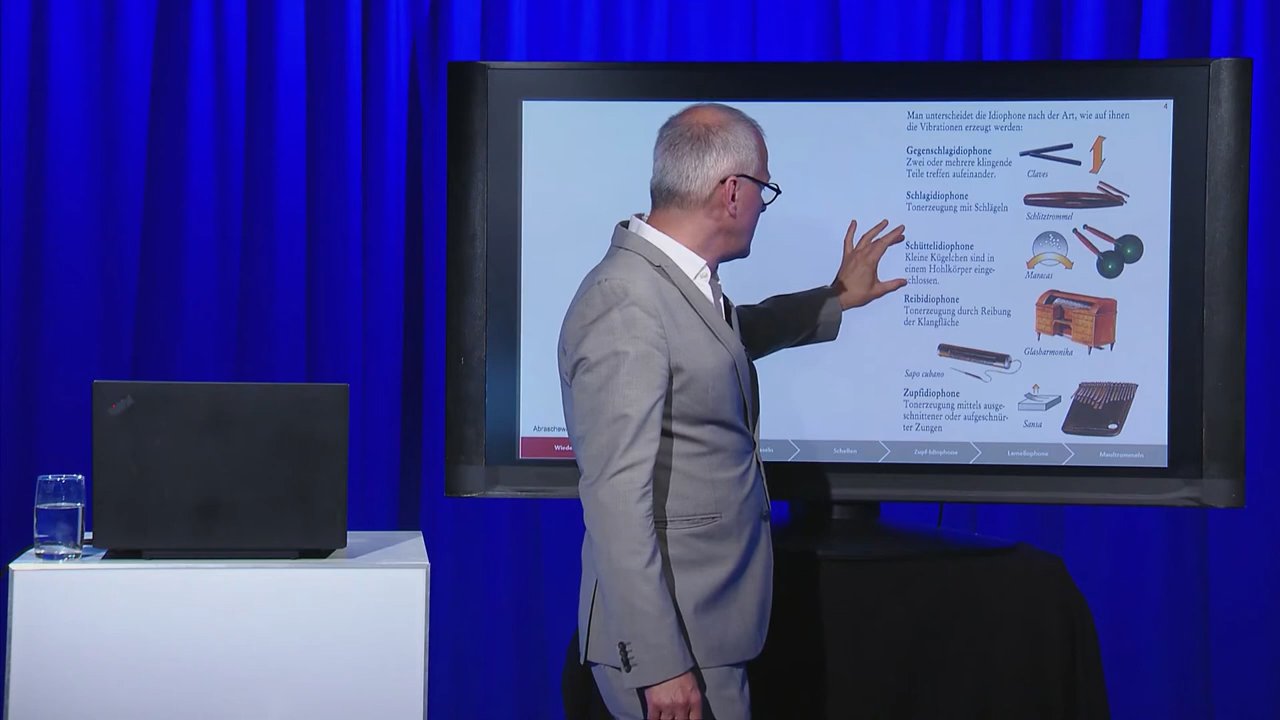 4
Man unterscheidet die Idiophone nach der Art, wie auf ihnen
die Vibrationen erzeugt werden:
Gegenschlagidiophone
Zwei oder mehrere klingende
Teile treffen aufeinander.
Claves
Schlagidiophone
Tonerzeugung mit Schlägeln
Schlitztrommel
Schüttelidiophone
Kleine Kügelchen sind in
einem Hohlkörper einge-
schlossen.
Maracas
Reibidiophone
Tonerzeugung durch Reibung
der Klangfläche
Glasharmonika
Sapo cubano
Zupfidiophone
Tonerzeugung mittels ausge-
schnittener oder aufgeschnür-
ter Zungen
Sansa
Schellen
Zupf-Idiophone
Lamellophone
Maultrommeln